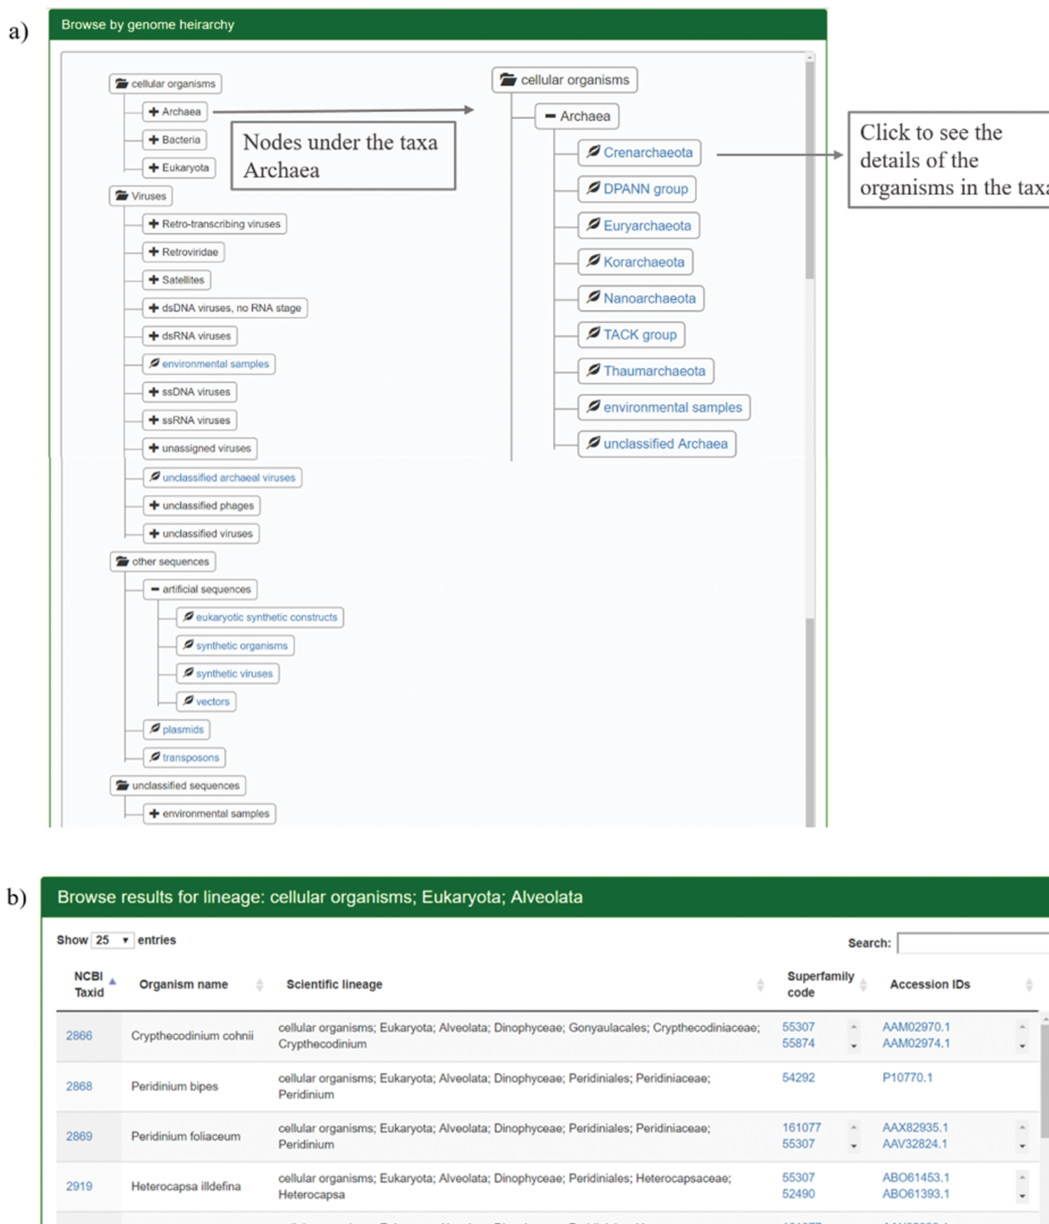 a)
Browse by genome heirarchy
cellular organisms
Archaea
Bacteria
Eukaryota
Viruses
Retro-transcribing viruses
Retroviridae
Satellites
dsDNA viruses, no RNA stage
dsRNA viruses
environmental samples
ssDNA viruses
ssRNA viruses
unassigned viruses
unclassified archaeal viruses
unclassified phages
unclassified viruses
other sequences
artificial sequences
eukaryotic synthetic constructs
synthetic organisms
synthetic viruses
vectors
plasmids
transposons
unclassified sequences
environmental samples
Nodes under the taxa
Archaea
cellular organisms
Archaea
Crenarchaeota
DPANN group
Euryarchaeota
Korarchaeota
Nanoarchaeota
TACK group
Thaumarchaeota
environmental samples
unclassified Archaea
Click to see the
details of the
organisms in the taxa
b)
Browse results for lineage: cellular organisms; Eukaryota; Alveolata
Show 25 entries
Search:
NCBI
Taxid
Organism name
Scientific lineage
Superfamily
code
Accession IDs
2866
Crypthecodinium cohnii
cellular organisms; Eukaryota; Alveolata; Dinophyceae; Gonyaulacales; Crypthecodiniaceae;
Crypthecodinium
55307
55874
AAM02970.1
AAM02974.1
2868
Peridinium bipes
cellular organisms; Eukaryota; Alveolata; Dinophyceae; Peridiniales; Peridiniaceae;
Peridinium
54292
P10770.1
2869
Peridinium foliaceum
cellular organisms; Eukaryota; Alveolata; Dinophyceae; Peridiniales; Peridiniaceae;
Peridinium
161077
55307
AAX82935.1
AAV32824.1
2919
Heterocapsa illdefina
cellular organisms; Eukaryota; Alveolata; Dinophyceae; Peridiniales; Heterocapsaceae;
Heterocapsa
55307
52490
ABO61453.1
ABO61393.1